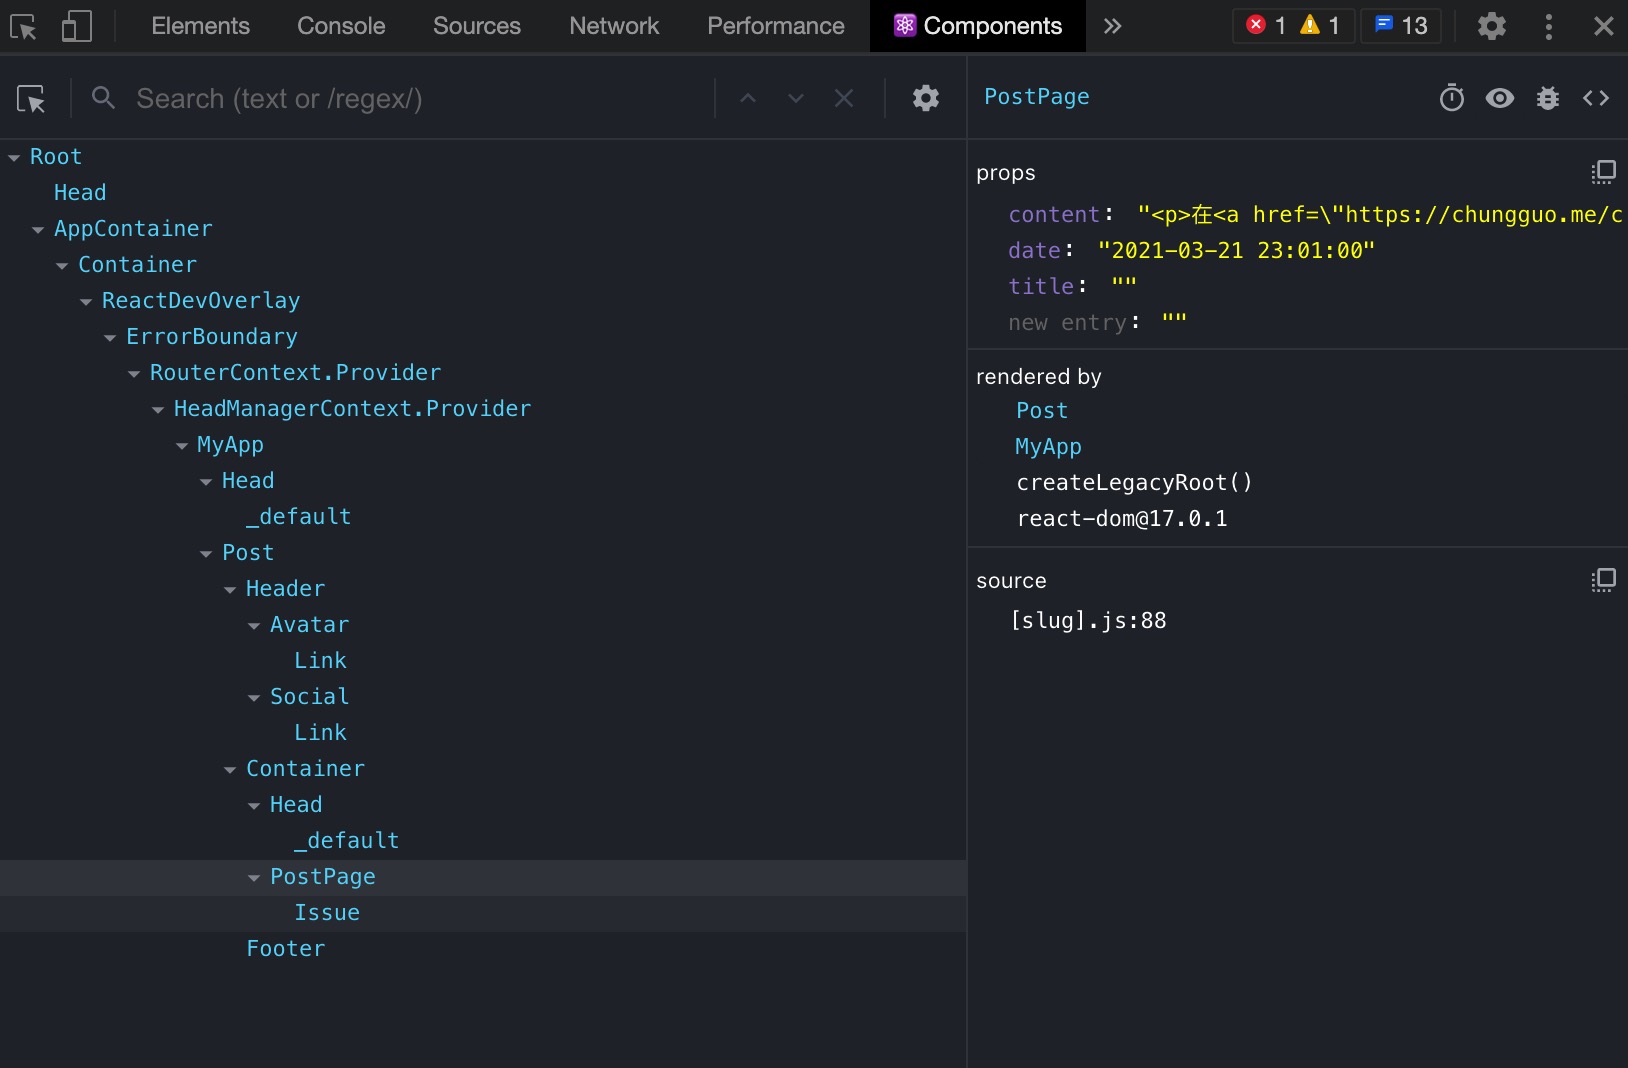 Elements Console Sources Network Performance Components 1 1 13
Search (text or /regex/)
Root
Head
AppContainer
Container
ReactDevOverlay
ErrorBoundary
RouterContext.Provider
HeadManagerContext.Provider
MyApp
Head
_default
Post
Header
Avatar
Link
Social
Link
Container
Head
_default
PostPage
Issue
Footer
PostPage
props
content: "<p>在<a href=\"https://chungguo.me/c
date: "2021-03-21 23:01:00"
title: ""
new entry: ""
rendered by
Post
MyApp
createLegacyRoot()
react-dom@17.0.1
source
[slug].js:88